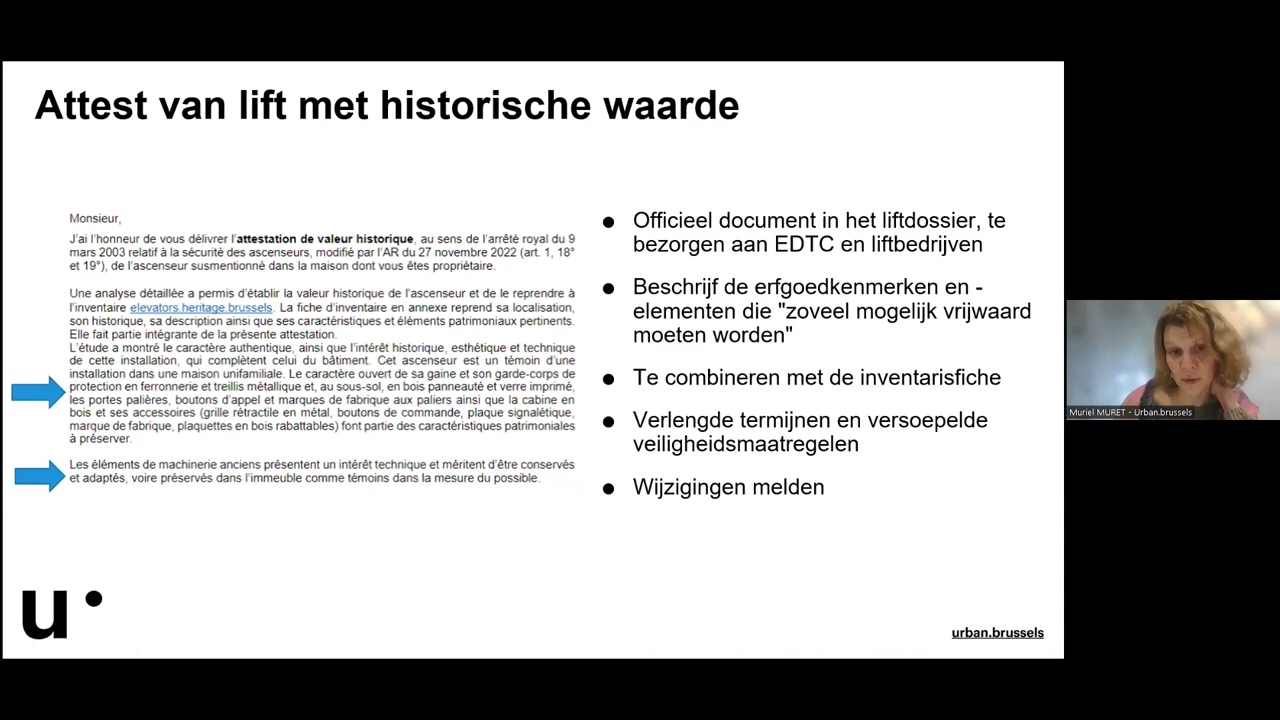 Attest van lift met historische waarde
Monsieur,
J'ai l'honneur de vous délivrer l'attestation de valeur historique, au sens de l'arrêté royal du 9
mars 2003 relatif à la sécurité des ascenseurs, modifié par l'AR du 27 novembre 2022 (art. 1, 18°
et 19°), de l'ascenseur susmentionné dans la maison dont vous êtes propriétaire.
Une analyse détaillée a permis d'établir la valeur historique de l'ascenseur et de le reprendre à
l'inventaire elevators.heritage.brussels. La fiche d'inventaire en annexe reprend sa localisation,
son historique, sa description ainsi que ses caractéristiques et éléments patrimoniaux pertinents.
Elle fait partie intégrante de la présente attestation.
L'étude a montré le caractère authentique, ainsi que l'intérêt historique, esthétique et technique
de cette installation, qui complètent celui du bâtiment. Cet ascenseur est un témoin d'une
installation dans une maison unifamiliale. Le caractère ouvert de sa gaine et son garde-corps de
protection en ferronnerie et treillis métallique et, au sous-sol, en bois panneauté et verre imprimé,
les portes palières, boutons d'appel et marques de fabrique aux paliers ainsi que la cabine en
bois et ses accessoires (grille rétractile en métal, boutons de commande, plaque signalétique,
marque de fabrique, plaquettes en bois rabattables) font partie des caractéristiques patrimoniales
à préserver.
Les éléments de machinerie anciens présentent un intérêt technique et méritent d'être conservés
et adaptés, voire préservés dans l'immeuble comme témoins dans la mesure du possible.
● Officieel document in het liftdossier, te
bezorgen aan EDTC en liftbedrijven
● Beschrijf de erfgoedkenmerken en -
elementen die "zoveel mogelijk vrijwaard
moeten worden"
● Te combineren met de inventarisfiche
● Verlengde termijnen en versoepelde
veiligheidsmaatregelen
● Wijzigingen melden
u
urban.brussels
Muriel MURET - Urban.brussels